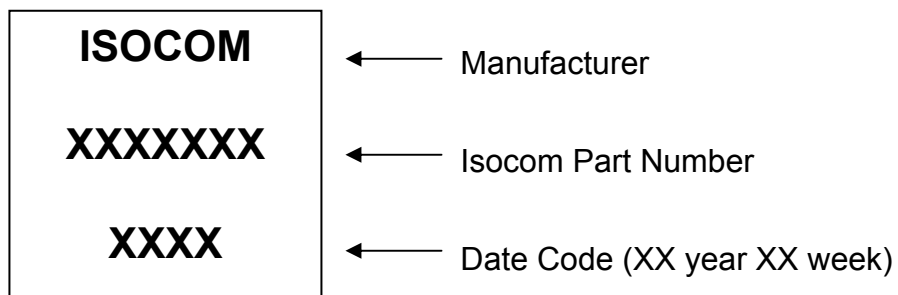 ISOCOM
Manufacturer
XXXXXXX
Isocom Part Number
XXXX
Date Code (XX year XX week)